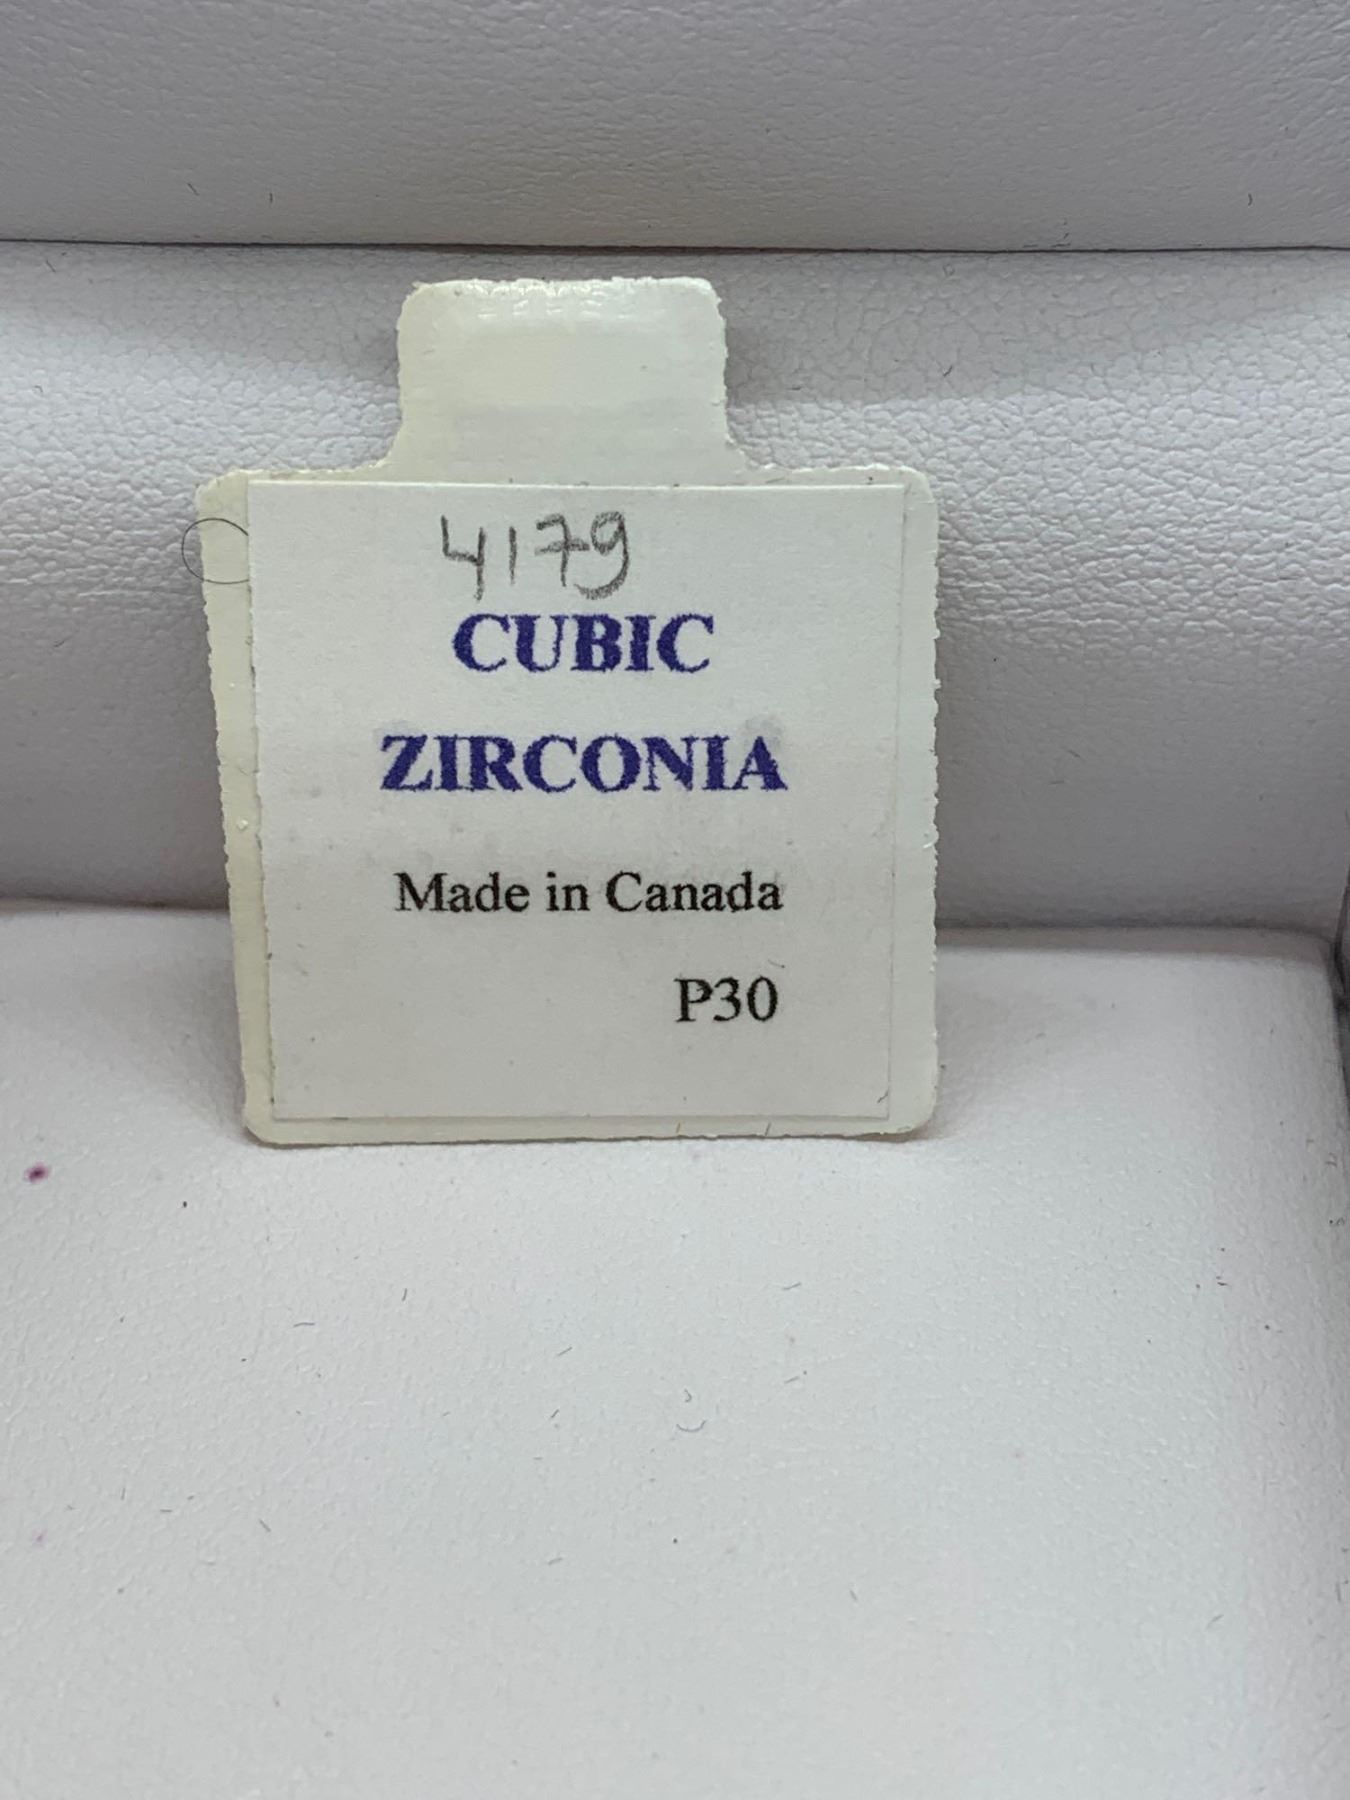 4179
CUBIC
ZIRCONIA
Made in Canada
P30